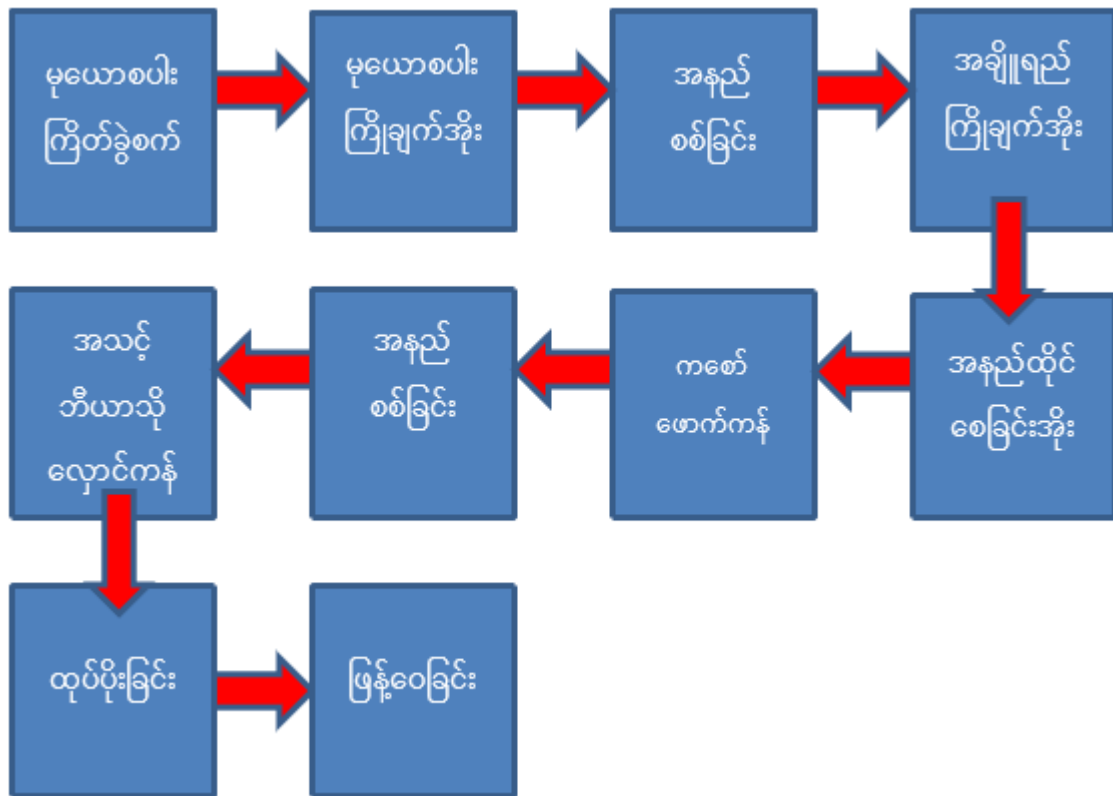 မုယောစပါး
ကြိတ်ခွဲစက်
မုယောစပါး
ကြိုချက်အိုး
အနည်
စစ်ခြင်း
အချိူရည်
ကြိုချက်အိုး
အနည်ထိုင်
စေခြင်းအိုး
ကစော်
ဖောက်ကန်
အနည်
စစ်ခြင်း
အသင့်
ဘီယာသို
လှောင်ကန်
ထုပ်ပိုးခြင်း
ဖြန့်ဝေခြင်း